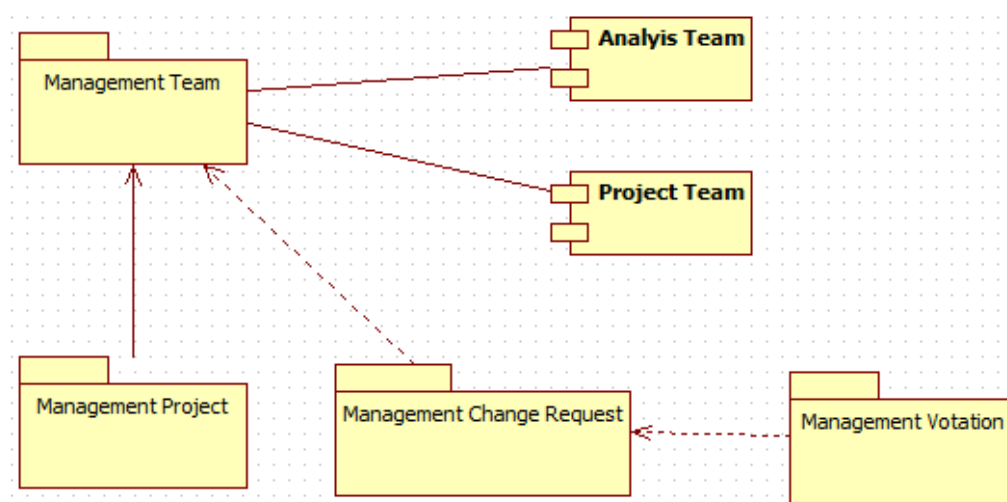 Management Team
Analyis Team
Project Team
Management Project
Management Change Request
Management Votation